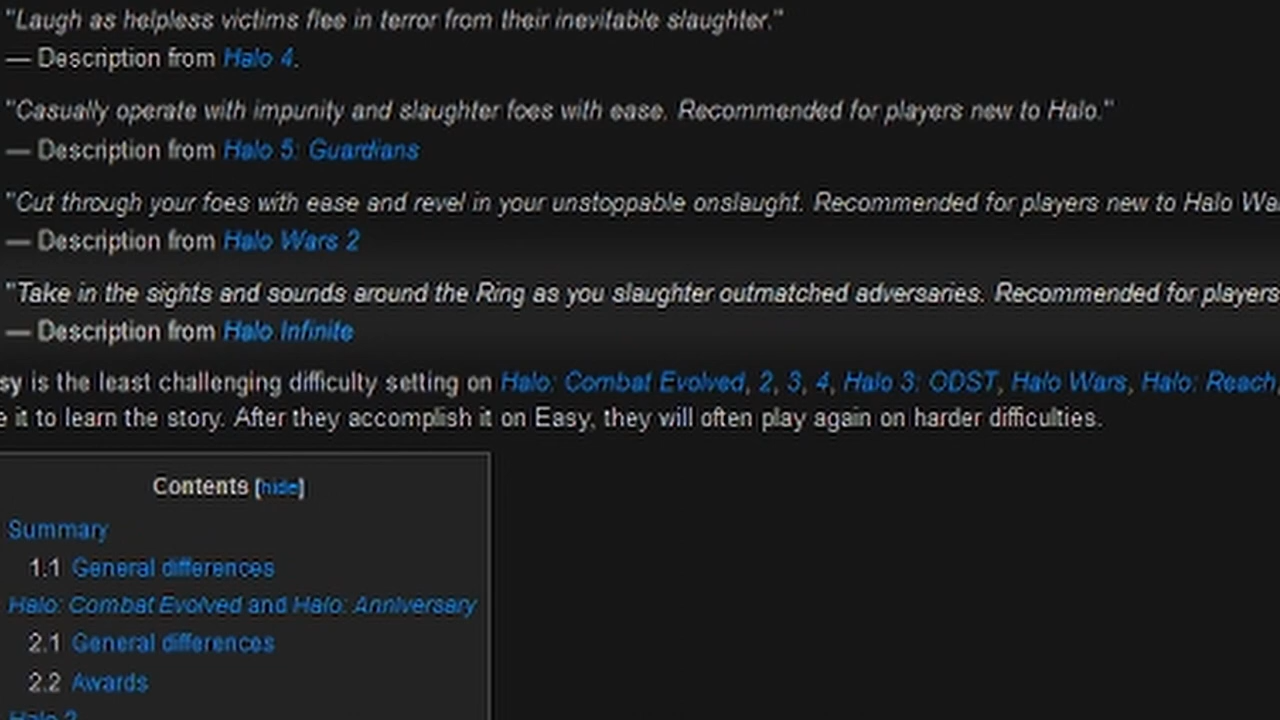 "Laugh as helpless victims flee in terror from their inevitable slaughter."
— Description from Halo 4.
"Casually operate with impunity and slaughter foes with ease. Recommended for players new to Halo."
— Description from Halo 5: Guardians
"Cut through your foes with ease and revel in your unstoppable onslaught. Recommended for players new to Halo Wa
— Description from Halo Wars 2
"Take in the sights and sounds around the Ring as you slaughter outmatched adversaries. Recommended for players
— Description from Halo Infinite
sy is the least challenging difficulty setting on Halo: Combat Evolved, 2, 3, 4, Halo 3: ODST, Halo Wars, Halo: Reach,
e it to learn the story. After they accomplish it on Easy, they will often play again on harder difficulties.
Contents [hide]
Summary
1.1 General differences
Halo: Combat Evolved and Halo: Anniversary
2.1 General differences
2.2 Awards
Halo 2